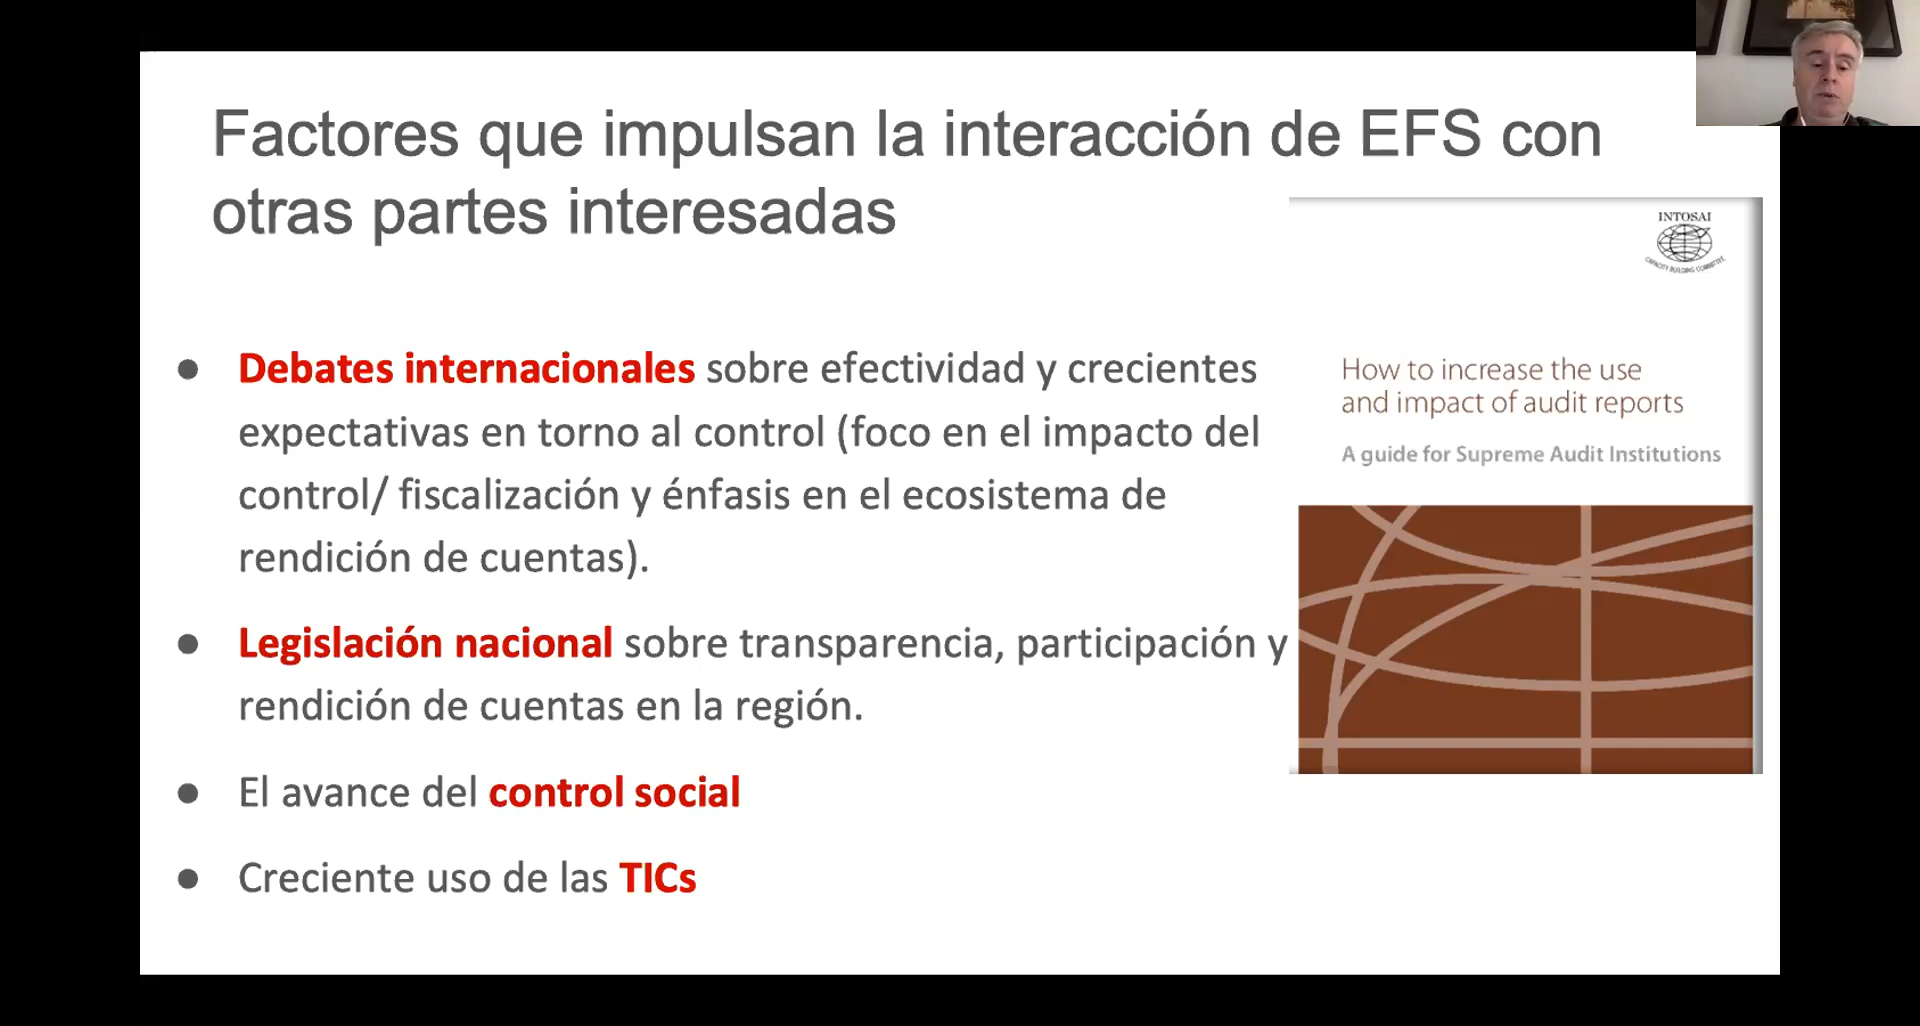 Factores que impulsan la interacción de EFS con
otras partes interesadas
● Debates internacionales sobre efectividad y crecientes
expectativas en torno al control (foco en el impacto del
control/ fiscalización y énfasis en el ecosistema de
rendición de cuentas).
● Legislación nacional sobre transparencia, participación y
rendición de cuentas en la región.
● El avance del control social
● Creciente uso de las TICs
INTOSAI
CAPACITY BUILDING COMMITTEE
How to increase the use
and impact of audit reports
A guide for Supreme Audit Institutions